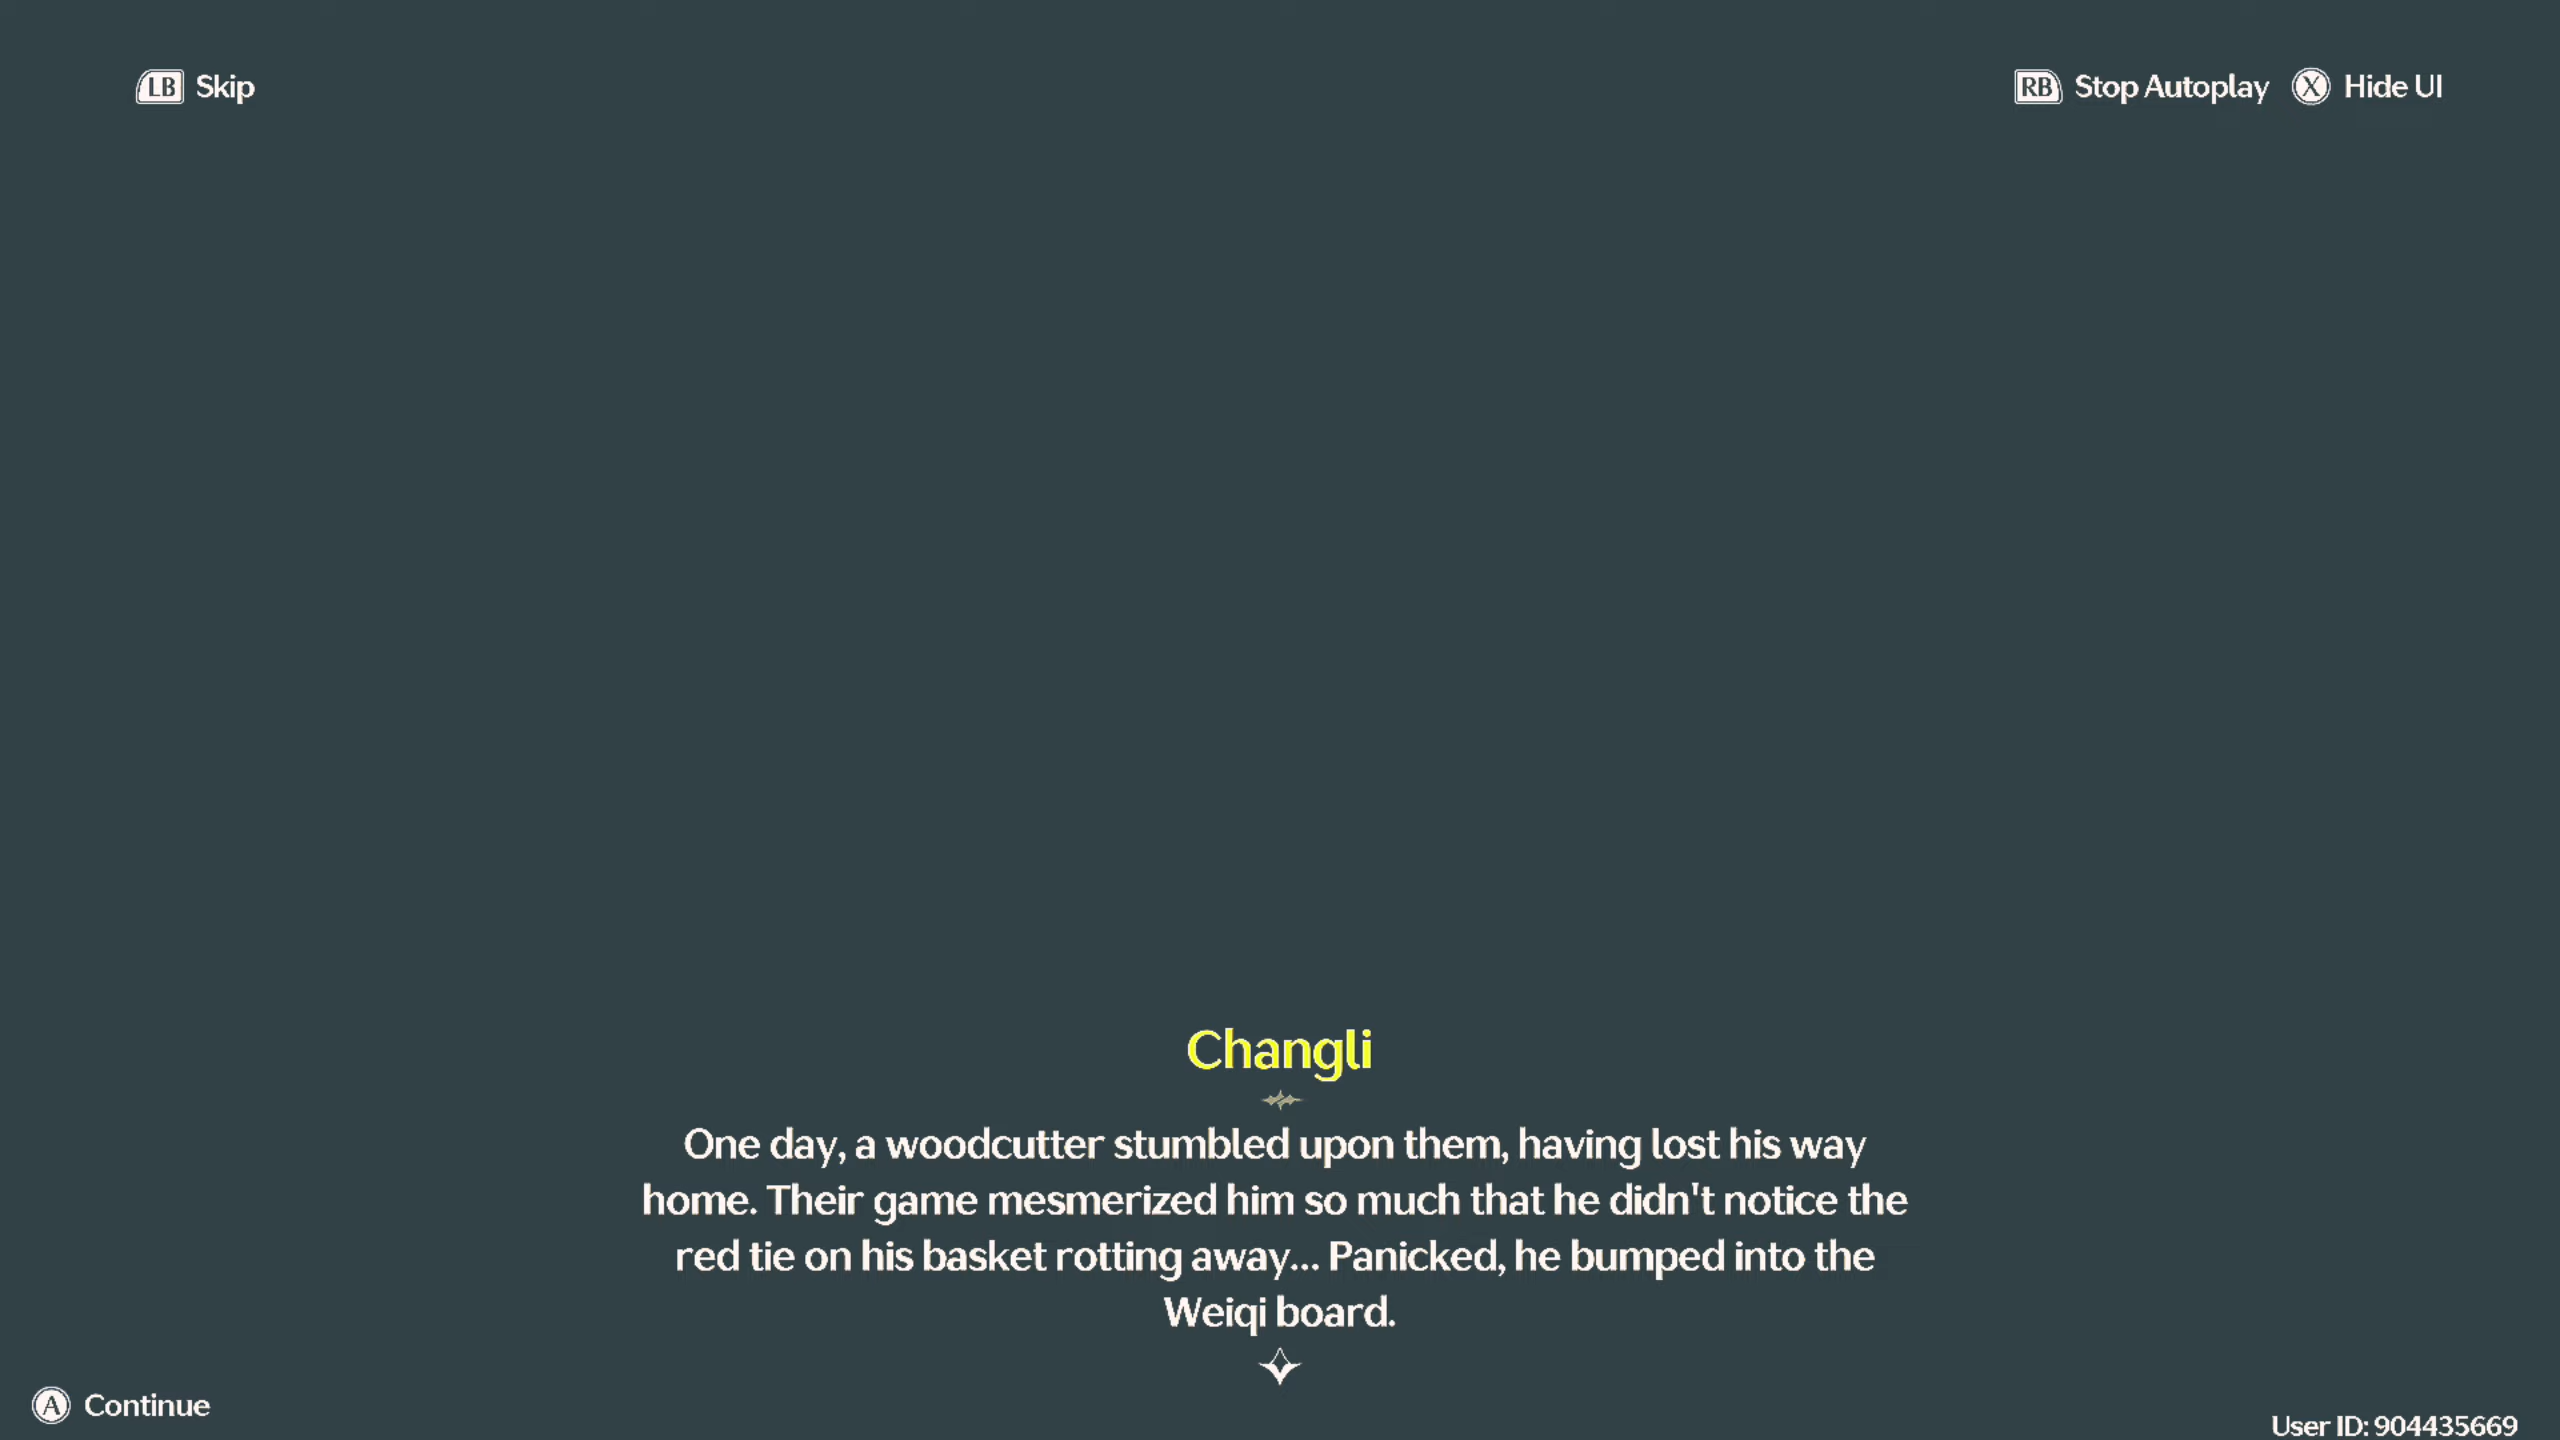 LB Skip
RB Stop Autoplay X Hide UI
Changli
One day, a woodcutter stumbled upon them, having lost his way
home. Their game mesmerized him so much that he didn't notice the
red tie on his basket rotting away... Panicked, he bumped into the
Weiqi board.
A Continue
User ID: 904435669